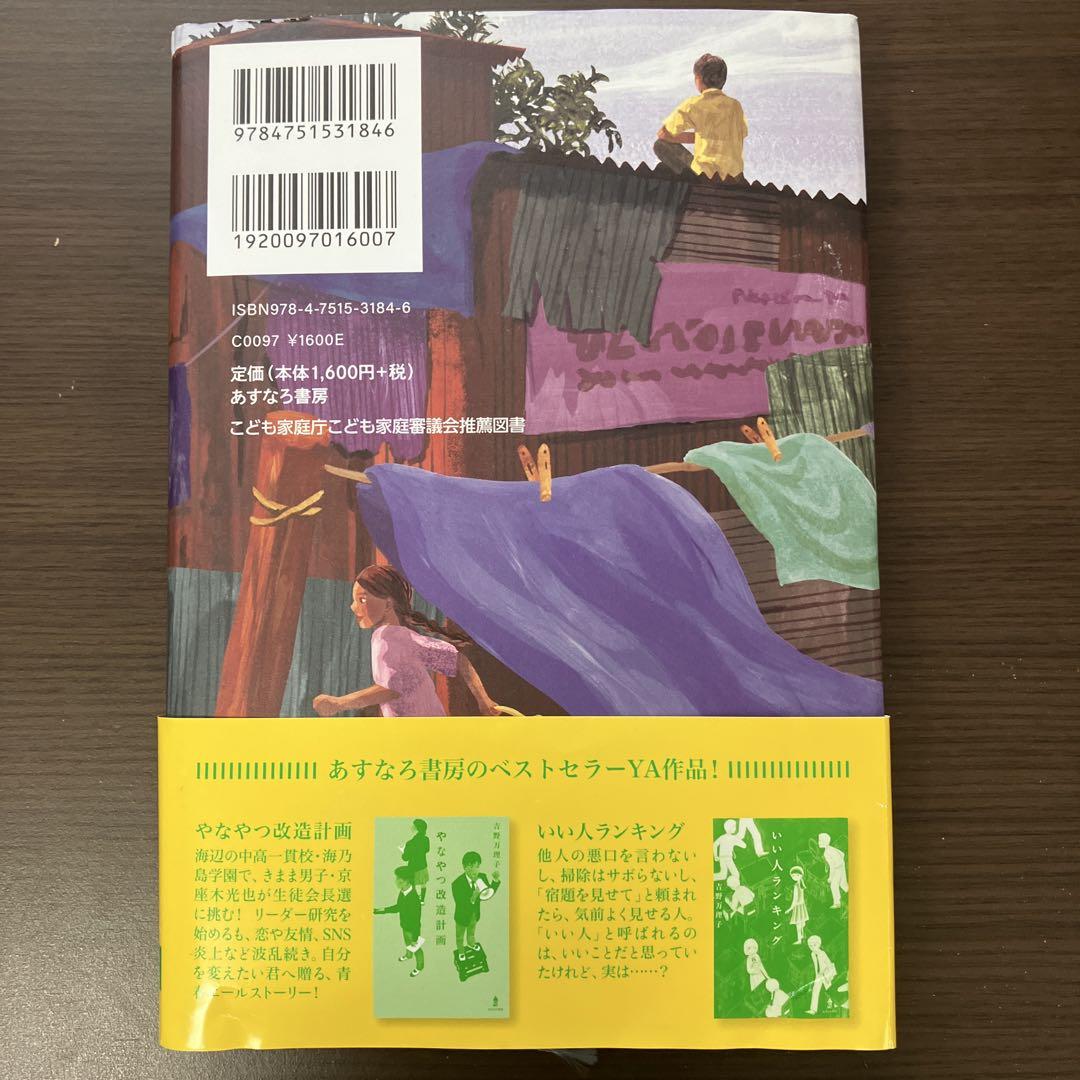 9784751531846
1920097016007
ISBN978-4-7515-3184-6
C0097 ¥1600E
定価(本体1,600円+税)
あすなろ書房
こども家庭庁こども家庭審議会推薦図書
あすなろ書房のベストセラーYA作品!
やなやつ改造計画
海辺の中高一貫校・海乃
島学園で、きまま男子・京
座木光也が生徒会長選
に挑む! リーダー研究を
始めるも、恋や友情、SNS
炎上など波乱続き。自分
を変えたい君へ贈る、青
エールストーリー!
吉野万理子
やなやつ改造計画
いい人ランキング
他人の悪口を言わない
し、掃除はサボらないし、
「宿題を見せて」と頼まれ
たら、気前よく見せる人。
「いい人」と呼ばれるの
は、いいことだと思ってい
たけれど、実は……?
いい人ランキング
吉野万理子